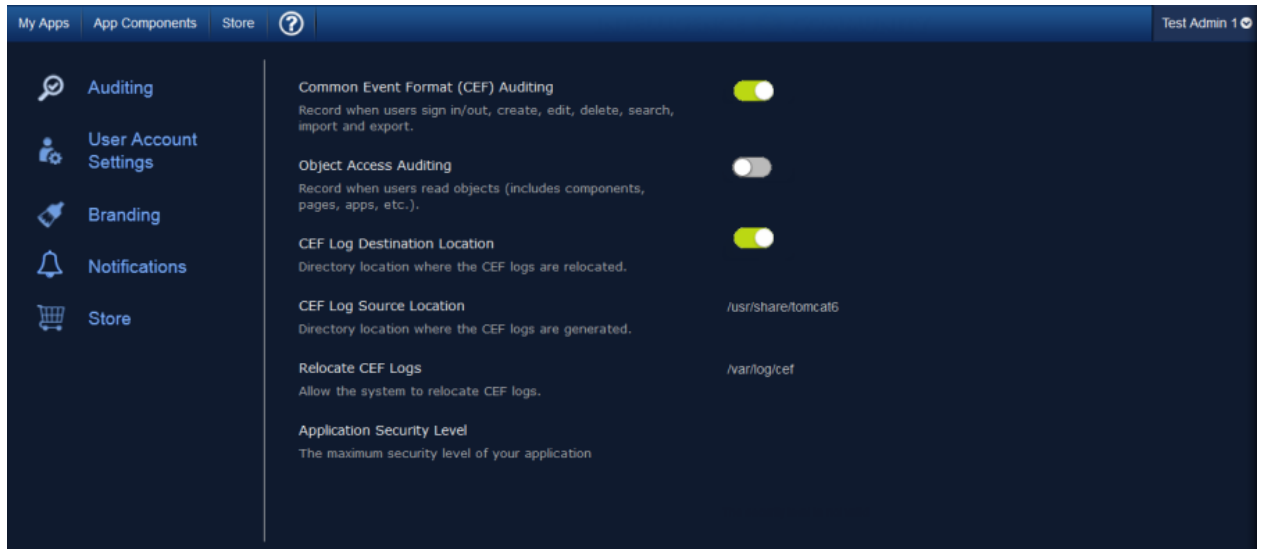 My Apps App Components Store ? Test Admin 1
Auditing
User Account
Settings
Branding
Notifications
Store
Common Event Format (CEF) Auditing
Record when users sign in/out, create, edit, delete, search,
import and export.
Object Access Auditing
Record when users read objects (includes components,
pages, apps, etc.).
CEF Log Destination Location
Directory location where the CEF logs are relocated.
CEF Log Source Location /usr/share/tomcat6
Directory location where the CEF logs are generated.
Relocate CEF Logs /var/log/cef
Allow the system to relocate CEF logs.
Application Security Level
The maximum security level of your application